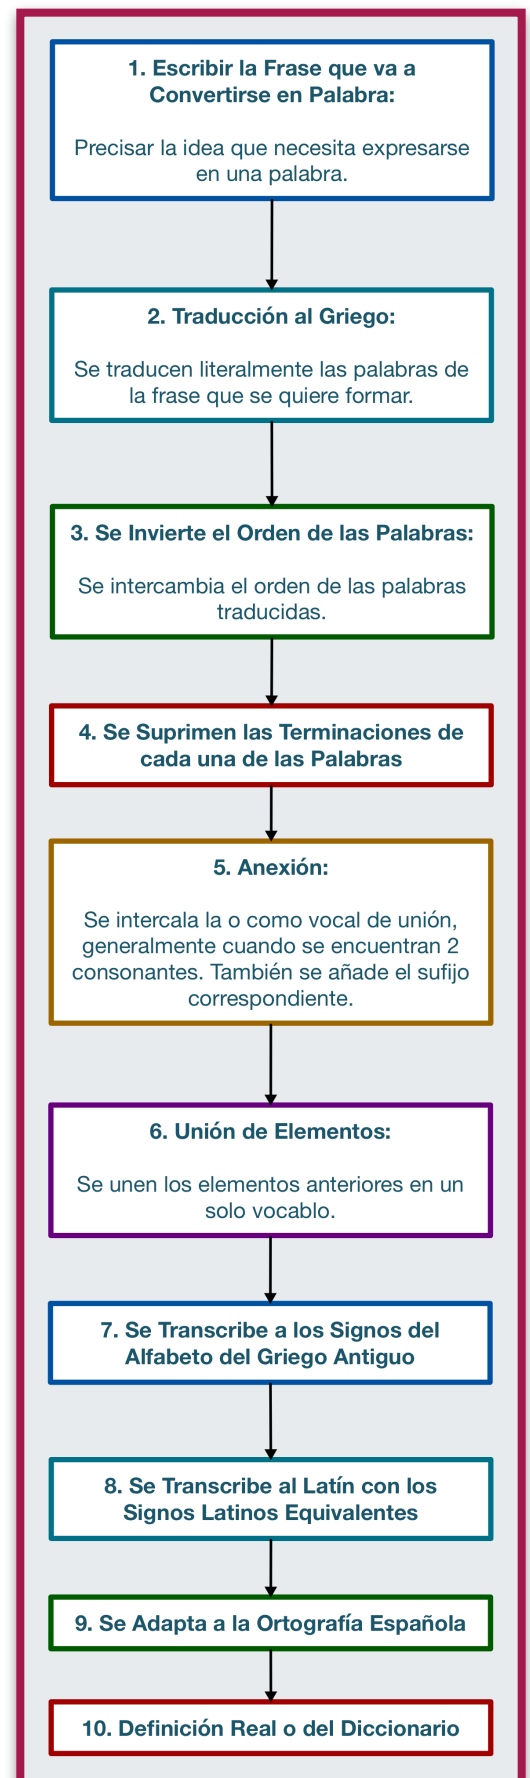 1. Escribir la Frase que va a
Convertirse en Palabra:
Precisar la idea que necesita expresarse
en una palabra.
2. Traducción al Griego:
Se traducen literalmente las palabras de
la frase que se quiere formar.
3. Se Invierte el Orden de las Palabras:
Se intercambia el orden de las palabras
traducidas.
4. Se Suprimen las Terminaciones de
cada una de las Palabras
5. Anexión:
Se intercala la o como vocal de unión,
generalmente cuando se encuentran 2
consonantes. También se añade el sufijo
correspondiente.
6. Unión de Elementos:
Se unen los elementos anteriores en un
solo vocablo.
7. Se Transcribe a los Signos del
Alfabeto del Griego Antiguo
8. Se Transcribe al Latín con los
Signos Latinos Equivalentes
9. Se Adapta a la Ortografía Española
10. Definición Real o del Diccionario